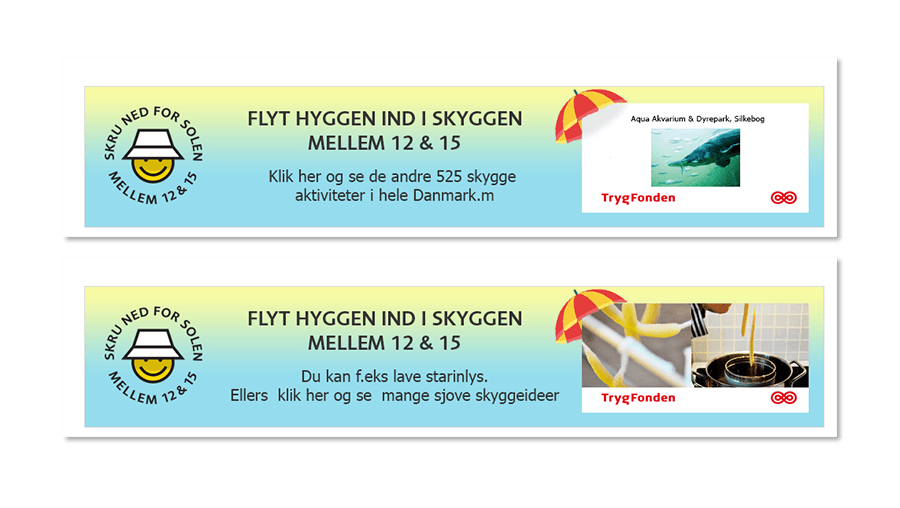 SKRU NED FOR SOLEN
MELLEM 12 & 15
FLYT HYGGEN IND I SKYGGEN
MELLEM 12 & 15
Klik her og se de andre 525 skygge
aktiviteter i hele Danmark.m
Aqua Akvarium & Dyrepark, Silkebog
TrygFonden
SKRU NED FOR SOLEN
MELLEM 12 & 15
FLYT HYGGEN IND I SKYGGEN
MELLEM 12 & 15
Du kan f.eks lave starinlys.
Ellers klik her og se mange sjove skyggeideer
TrygFonden